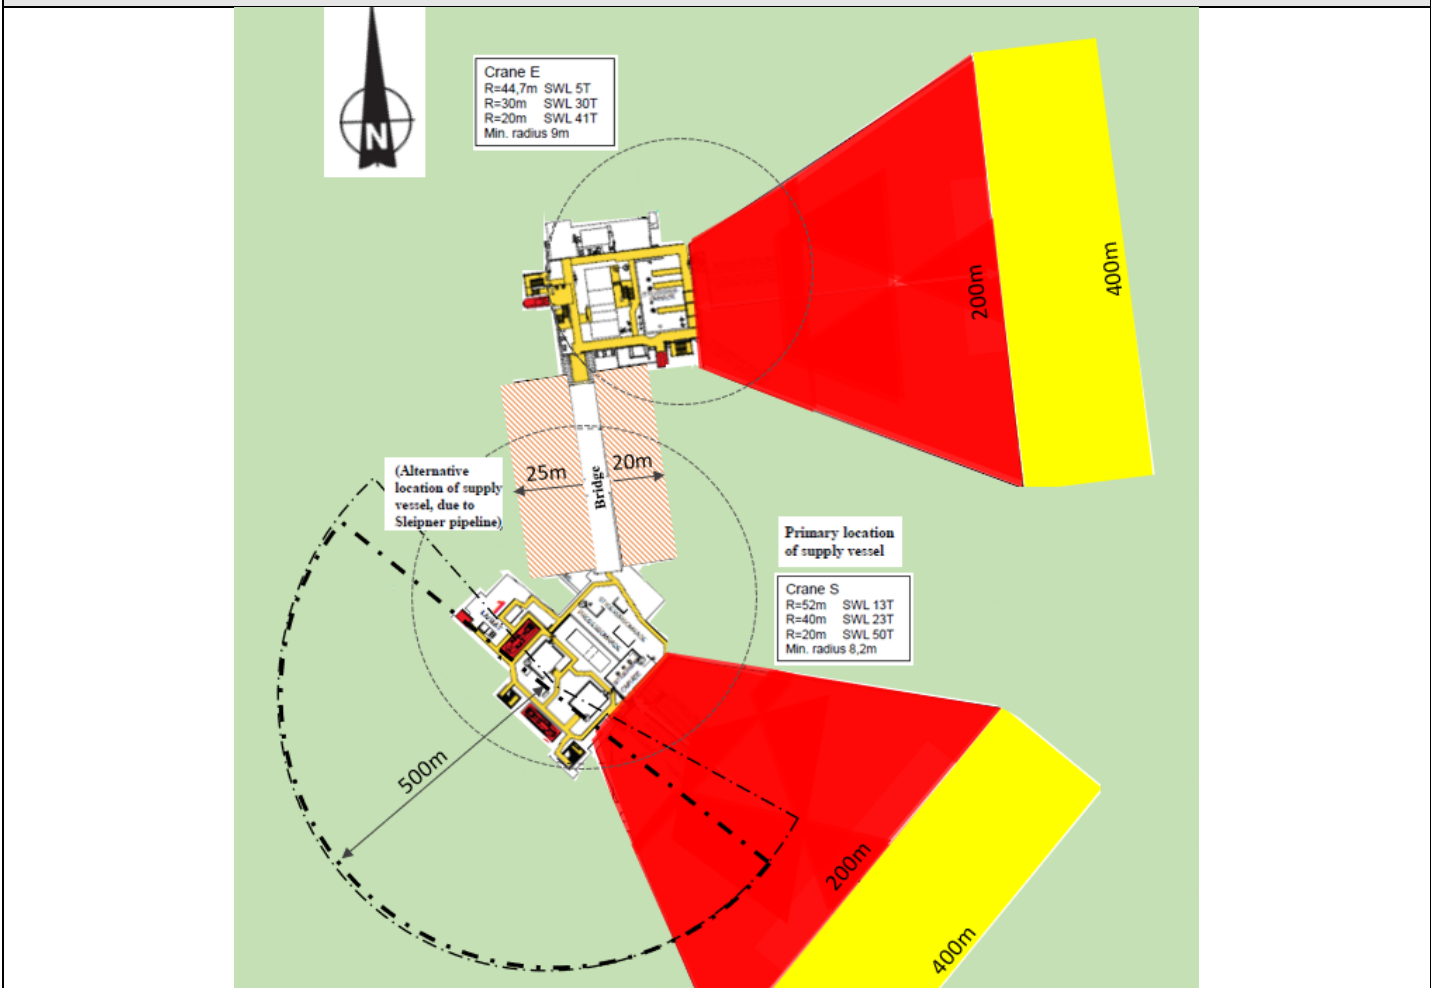 N
Crane E
R=44,7m SWL 5T
R=30m SWL 30T
R=20m SWL 41T
Min. radius 9m
200m
400m
(Alternative
location of supply
vessel, due to
Sleipner pipeline)
25m
20m
Bridge
Primary location
of supply vessel
Crane S
R=52m SWL 13T
R=40m SWL 23T
R=20m SWL 50T
Min. radius 8,2m
1
500m
200m
400m